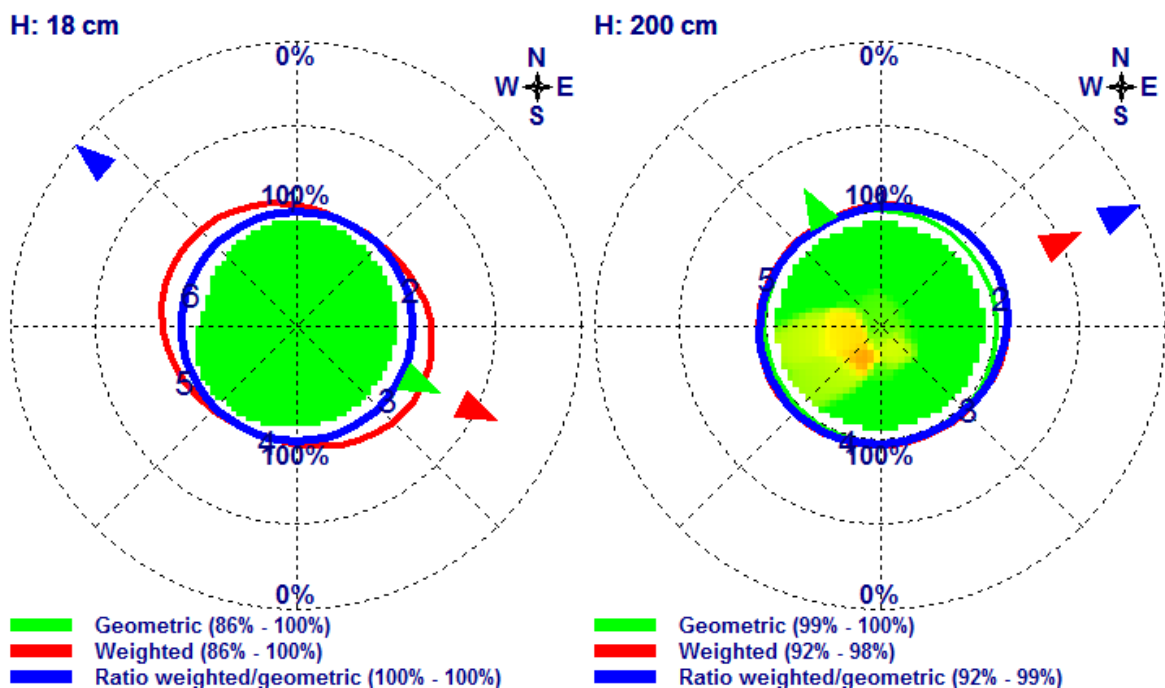 H: 18 cm
0%
N
W E
S
100%
1
2
6
3
5
4
100%
0%
Geometric (86% - 100%)
Weighted (86% - 100%)
Ratio weighted/geometric (100% - 100%)
H: 200 cm
0%
N
W E
S
100%
1
5
2
3
4
100%
0%
Geometric (99% - 100%)
Weighted (92% - 98%)
Ratio weighted/geometric (92% - 99%)